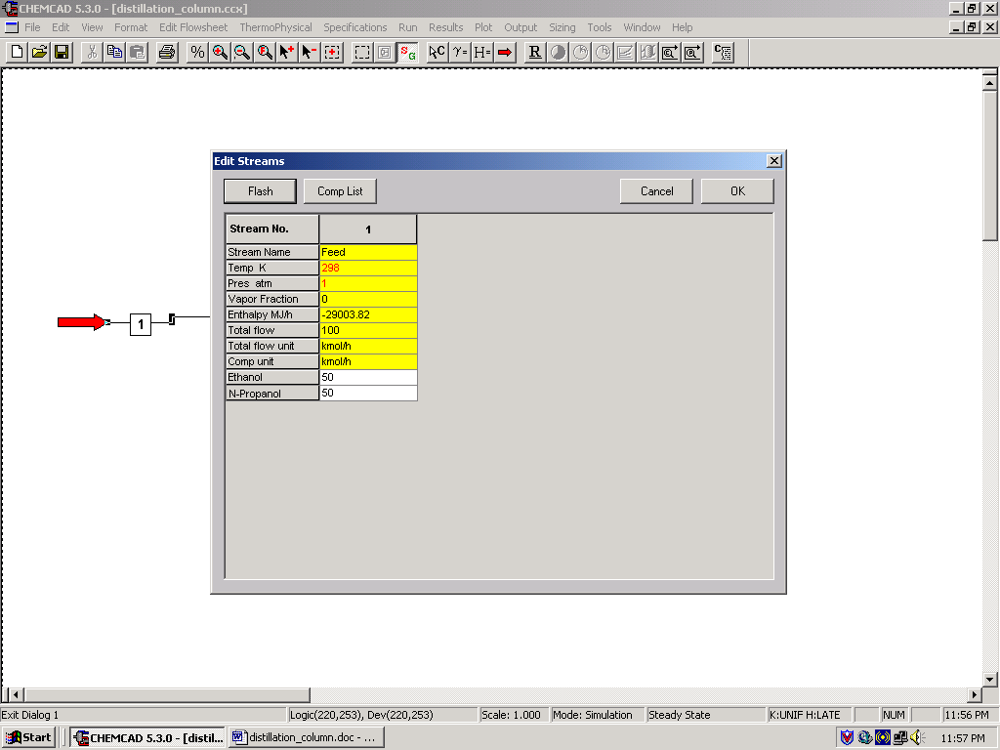 CHEMCAD 5.3.0 - [distillation_column.ccx]
File Edit View Format Edit Flowsheet ThermoPhysical Specifications Run Results Plot Output Sizing Tools Window Help
% S G C γ= H= R C
Edit Streams
Flash Comp List Cancel OK
Stream No. 1
Stream Name Feed
Temp K 298
Pres atm 1
Vapor Fraction 0
Enthalpy MJ/h -29003.82
Total flow 100
Total flow unit kmol/h
Comp unit kmol/h
Ethanol 50
N-Propanol 50
1
Exit Dialog 1 Logic(220,253), Dev(220,253) Scale: 1.000 Mode: Simulation Steady State K:UNIF H:LATE NUM 11:56 PM
Start CHEMCAD 5.3.0 - [distil... distillation_column.doc - ... 11:57 PM